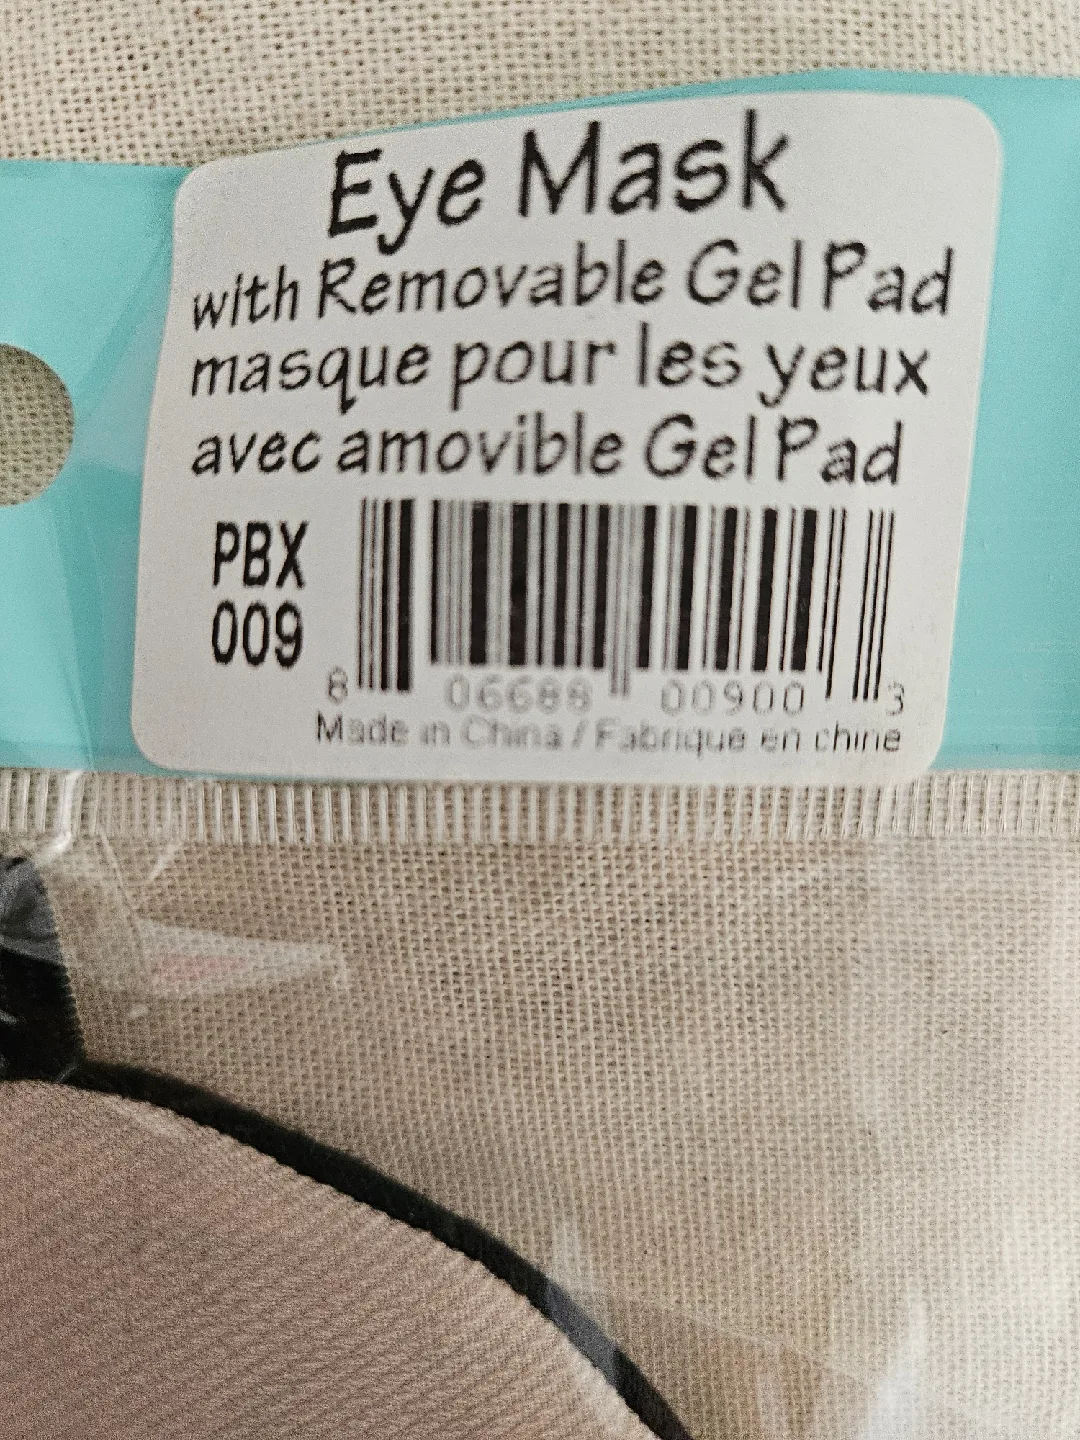 Eye Mask
with Removable Gel Pad
masque pour les yeux
avec amovible Gel Pad
PBX
009
8 06688 00900 3
Made in China / Fabrique en chine